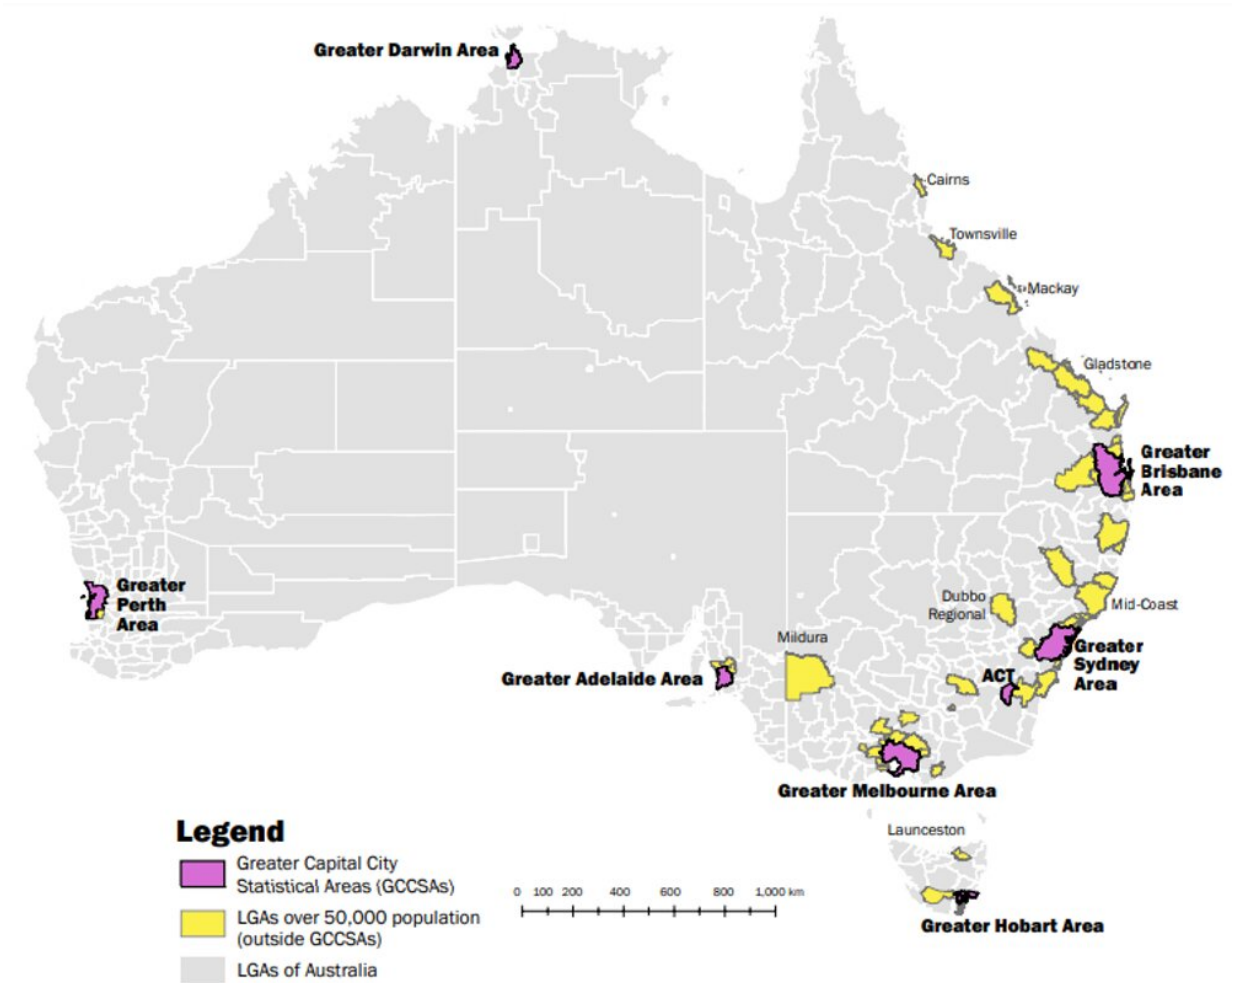 Greater Darwin Area
Cairns
Townsville
Mackay
Gladstone
Greater
Brisbane
Area
Greater
Perth
Area
Dubbo
Regional
Mid-Coast
Mildura
Greater
Sydney
Area
ACT
Greater Adelaide Area
Greater Melbourne Area
Launceston
Greater Hobart Area
Legend
Greater Capital City
Statistical Areas (GCCSAs)
LGAs over 50,000 population
(outside GCCSAs)
LGAs of Australia
0 100 200 400 600 800 1,000 km